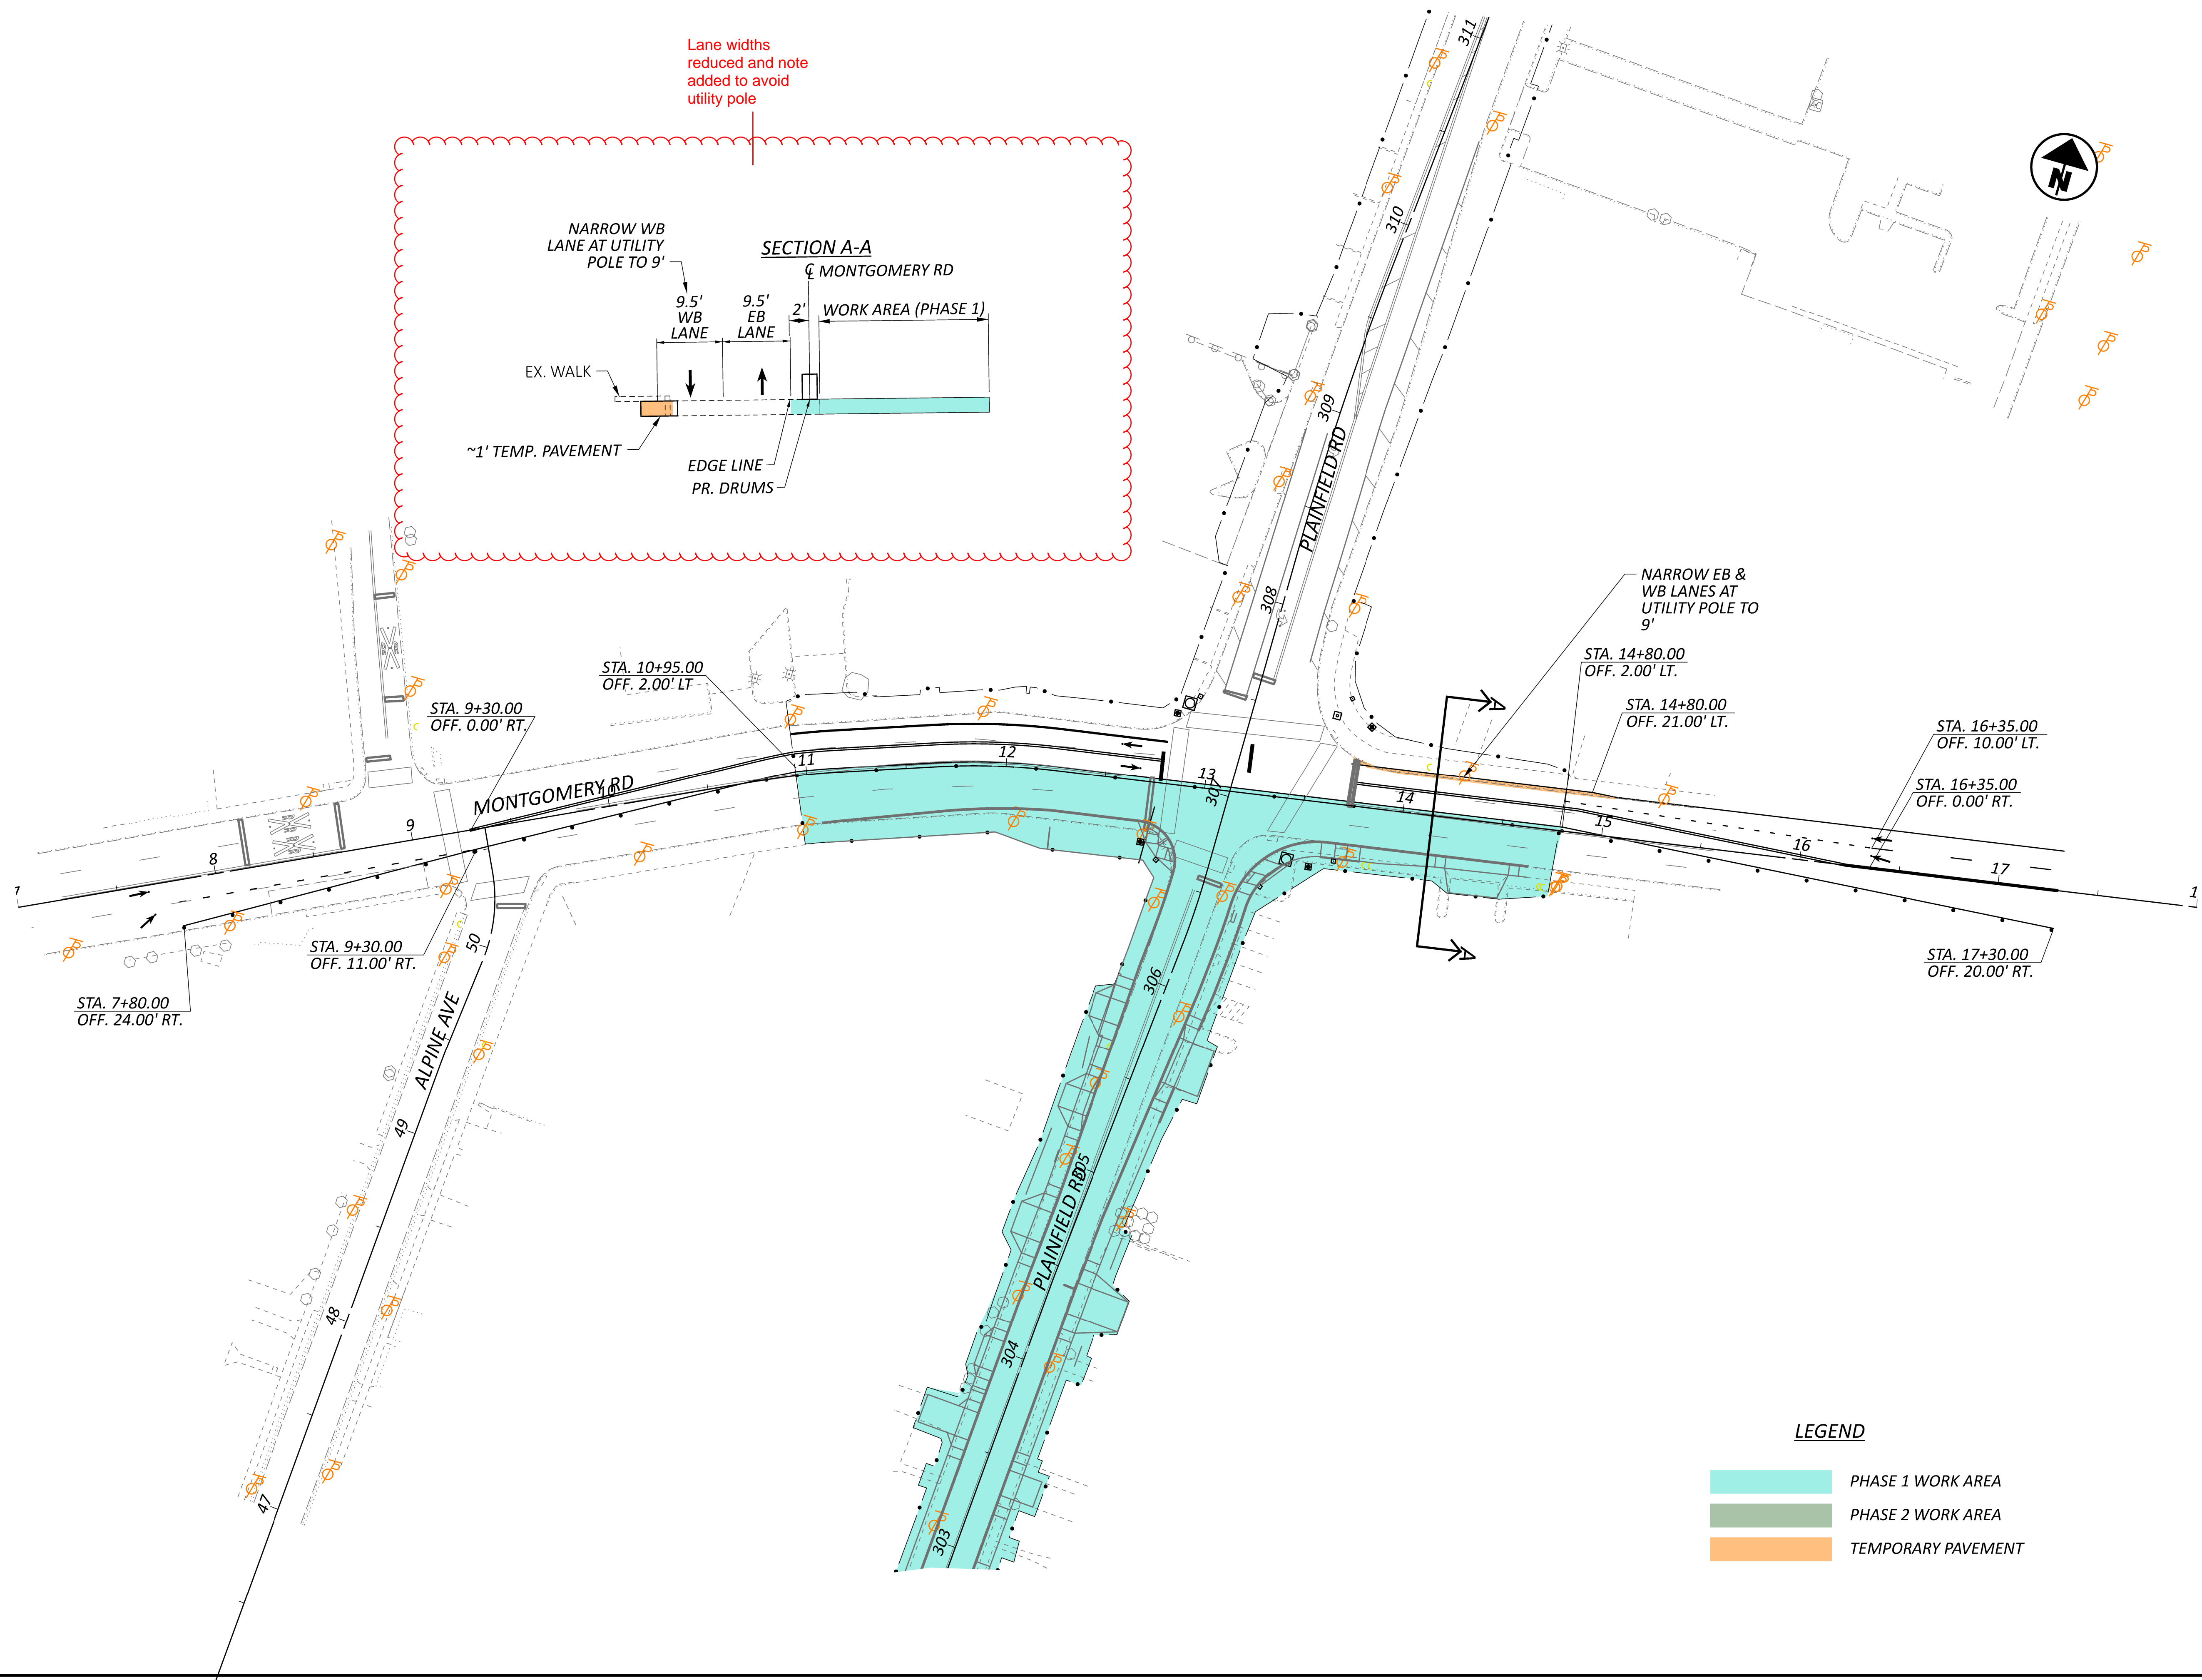 Lane widths
reduced and note
added to avoid
utility pole
NARROW WB
LANE AT UTILITY
POLE TO 9'
SECTION A-A
℄ MONTGOMERY RD
9.5'
WB
LANE
9.5'
EB
LANE
2'
WORK AREA (PHASE 1)
EX. WALK
~1' TEMP. PAVEMENT
EDGE LINE
PR. DRUMS
N
311
310
309
PLAINFIELD RD
308
NARROW EB &
WB LANES AT
UTILITY POLE TO
9'
STA. 10+95.00
OFF. 2.00' LT
STA. 9+30.00
OFF. 0.00' RT.
STA. 14+80.00
OFF. 2.00' LT.
STA. 14+80.00
OFF. 21.00' LT.
STA. 16+35.00
OFF. 10.00' LT.
STA. 16+35.00
OFF. 0.00' RT.
A
MONTGOMERY RD
7
8
9
10
11
12
13
307
14
15
16
17
1
A
STA. 9+30.00
OFF. 11.00' RT.
STA. 7+80.00
OFF. 24.00' RT.
STA. 17+30.00
OFF. 20.00' RT.
50
ALPINE AVE
49
48
47
306
305
PLAINFIELD RD
304
303
LEGEND
PHASE 1 WORK AREA
PHASE 2 WORK AREA
TEMPORARY PAVEMENT